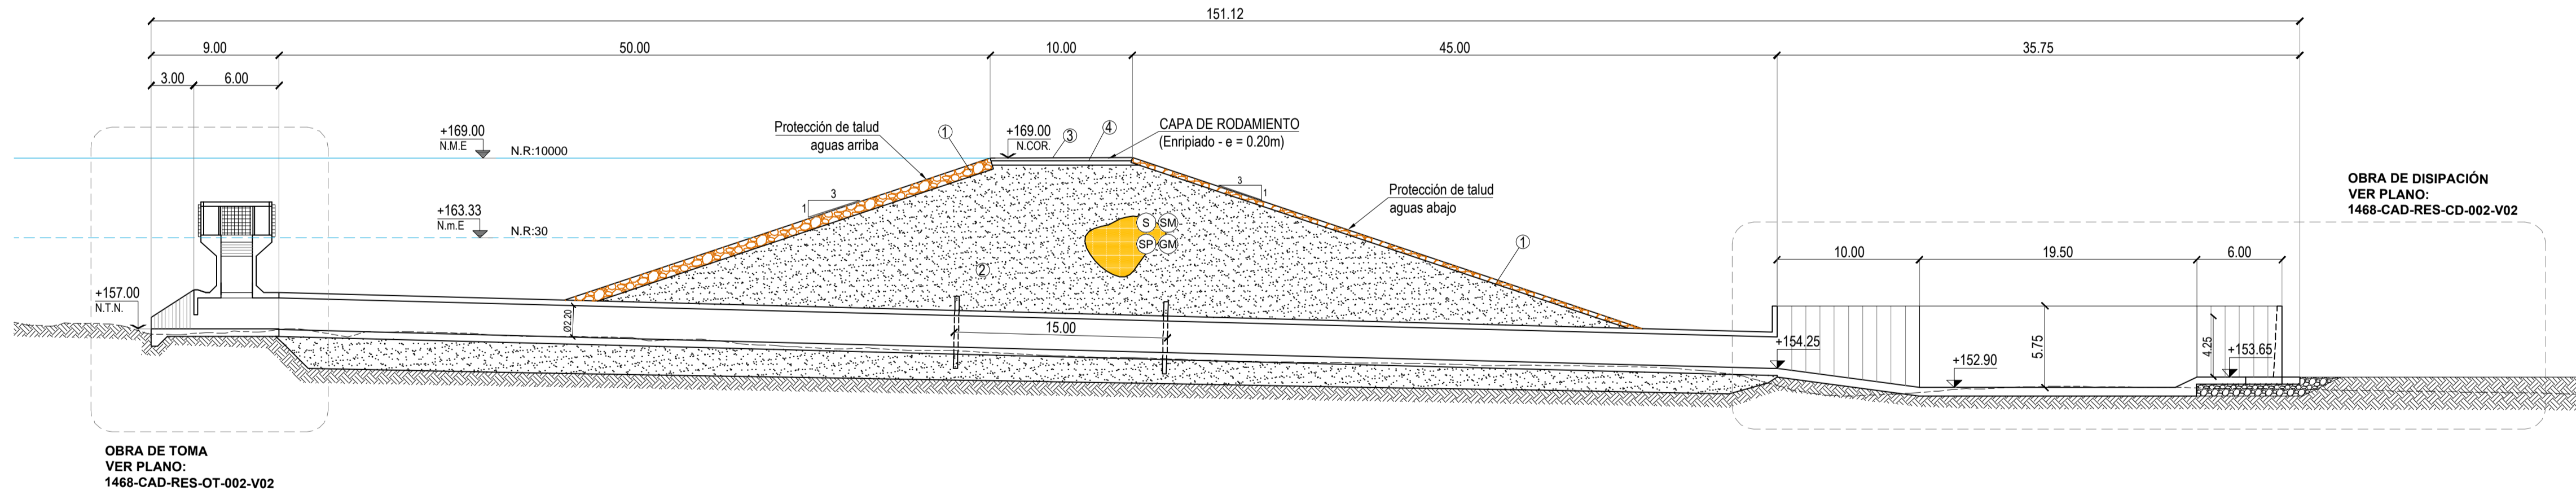 151.12
9.00
50.00
10.00
45.00
35.75
3.00
6.00
+169.00
N.M.E
N.R:10000
Protección de talud
aguas arriba
1
+169.00
N.COR.
3
4
CAPA DE RODAMIENTO
(Enripiado - e = 0.20m)
3
1
3
1
Protección de talud
aguas abajo
1
OBRA DE DISIPACIÓN
VER PLANO:
1468-CAD-RES-CD-002-V02
+163.33
N.m.E
N.R:30
S
SM
SP
GM
2
10.00
19.50
6.00
+157.00
N.T.N.
Ø2.20
15.00
+154.25
+152.90
5.75
4.25
+153.65
OBRA DE TOMA
VER PLANO:
1468-CAD-RES-OT-002-V02